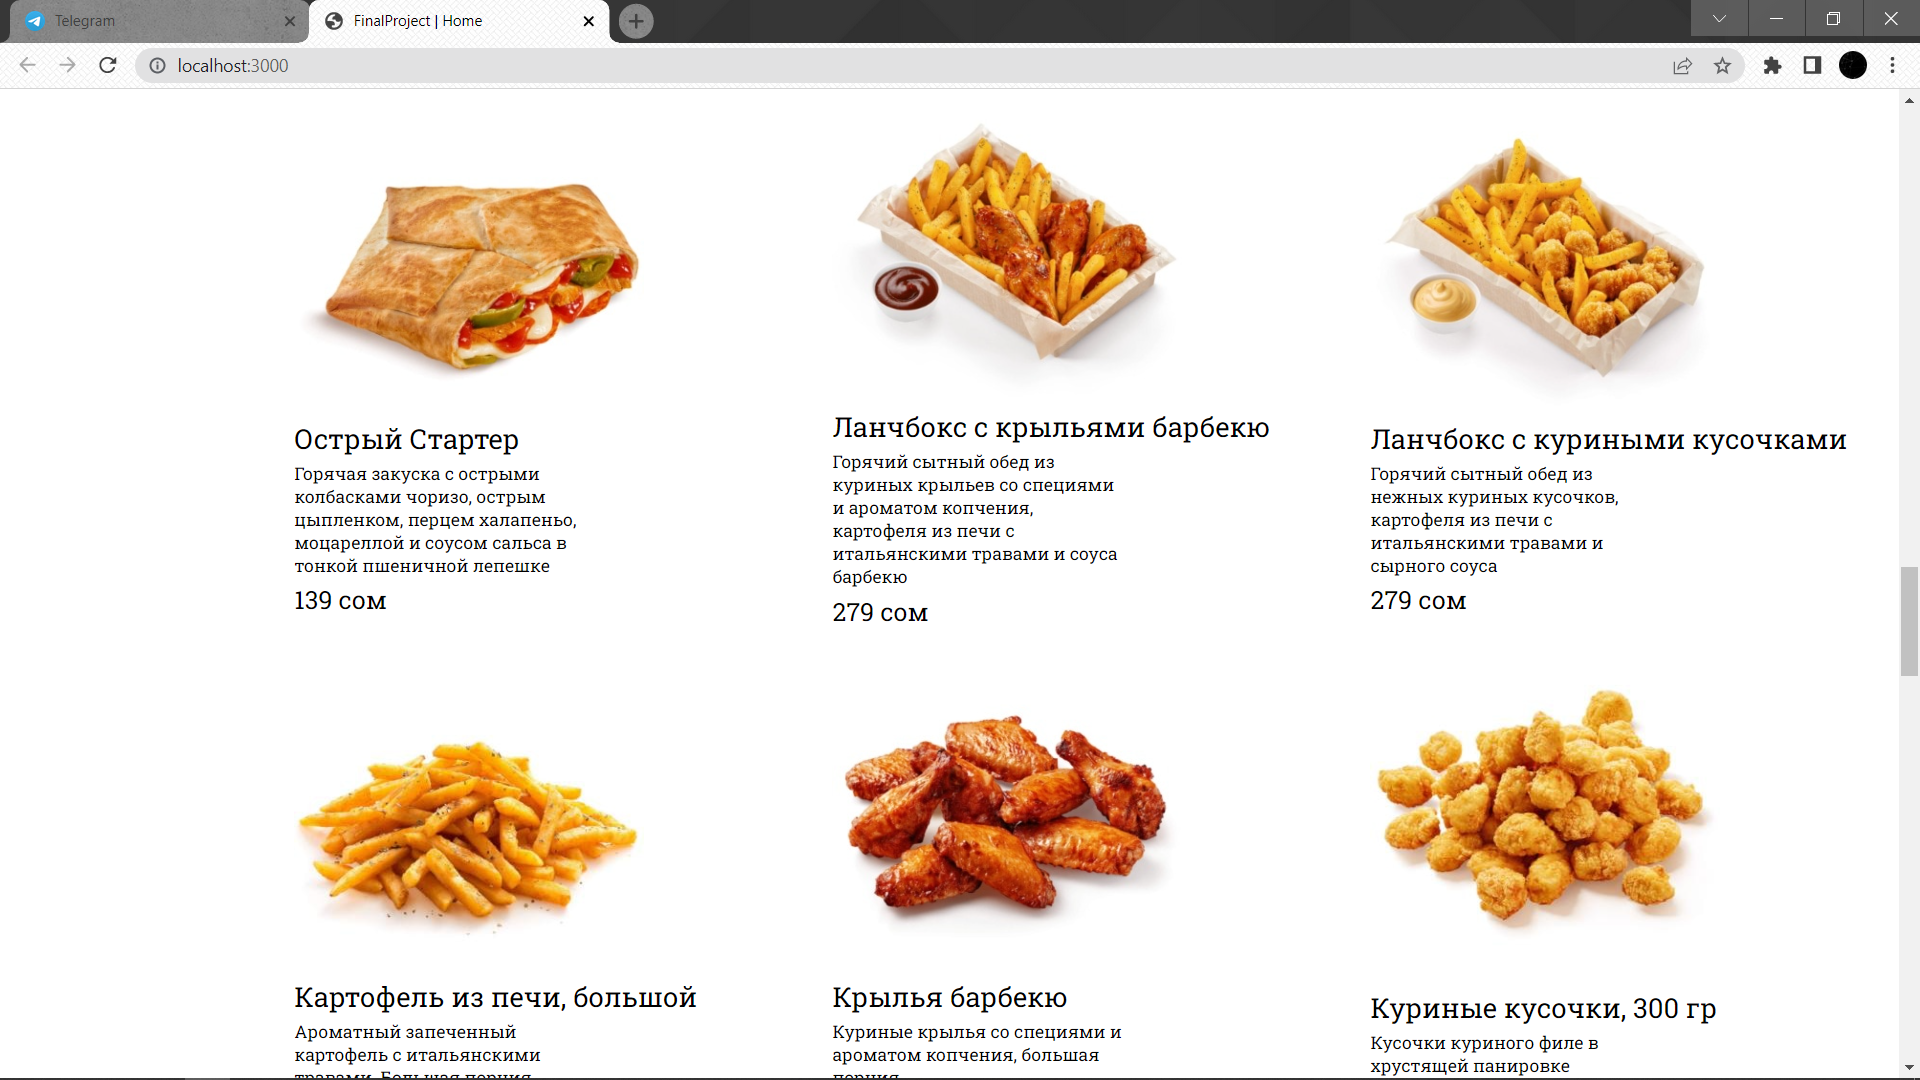 Telegram
FinalProject | Home
localhost:3000
Острый Стартер
Горячая закуска с острыми
колбасками чоризо, острым
цыпленком, перцем халапеньо,
моцареллой и соусом сальса в
тонкой пшеничной лепешке
139 сом
Ланчбокс с крыльями барбекю
Горячий сытный обед из
куриных крыльев со специями
и ароматом копчения,
картофеля из печи с
итальянскими травами и соуса
барбекю
279 сом
Ланчбокс с куриными кусочками
Горячий сытный обед из
нежных куриных кусочков,
картофеля из печи с
итальянскими травами и
сырного соуса
279 сом
Картофель из печи, большой
Ароматный запеченный
картофель с итальянскими
травами. Большая порция
Крылья барбекю
Куриные крылья со специями и
ароматом копчения, большая
порция
Куриные кусочки, 300 гр
Кусочки куриного филе в
хрустящей панировке